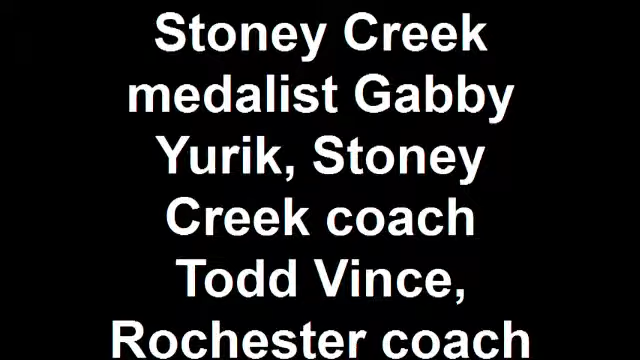 Stoney Creek
medalist Gabby
Yurik, Stoney
Creek coach
Todd Vince,
Rochester coach